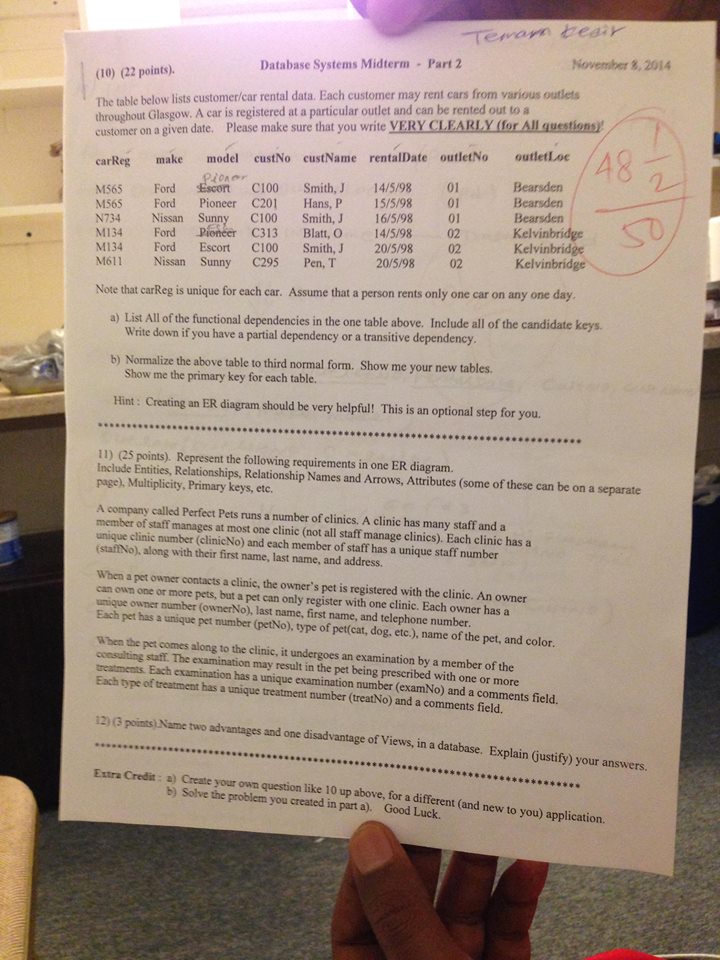 Temam
(10) (22 points). Database Systems Midterm - Part 2 November 8, 2014
The table below lists customer/car rental data. Each customer may rent cars from various outlets
throughout Glasgow. A car is registered at a particular outlet and can be rented out to a
customer on a given date. Please make sure that you write VERY CLEARLY (for All questions)!
carReg make model custNo custName rentalDate outletNo outletLoc
Pioneer
M565 Ford Escort C100 Smith, J 14/5/98 01 Bearsden
M565 Ford Pioneer C201 Hans, P 15/5/98 01 Bearsden
N734 Nissan Sunny C100 Smith, J 16/5/98 01 Bearsden
M134 Ford Pioneer C313 Blatt, O 14/5/98 02 Kelvinbridge
M134 Ford Escort C100 Smith, J 20/5/98 02 Kelvinbridge
M611 Nissan Sunny C295 Pen, T 20/5/98 02 Kelvinbridge
48 1/2
50
Note that carReg is unique for each car. Assume that a person rents only one car on any one day.
a) List All of the functional dependencies in the one table above. Include all of the candidate keys.
Write down if you have a partial dependency or a transitive dependency.
b) Normalize the above table to third normal form. Show me your new tables.
Show me the primary key for each table.
Hint : Creating an ER diagram should be very helpful! This is an optional step for you.
********************************************************************************
11) (25 points). Represent the following requirements in one ER diagram.
Include Entities, Relationships, Relationship Names and Arrows, Attributes (some of these can be on a separate
page), Multiplicity, Primary keys, etc.
A company called Perfect Pets runs a number of clinics. A clinic has many staff and a
member of staff manages at most one clinic (not all staff manage clinics). Each clinic has a
unique clinic number (clinicNo) and each member of staff has a unique staff number
(staffNo), along with their first name, last name, and address.
When a pet owner contacts a clinic, the owner's pet is registered with the clinic. An owner
can own one or more pets, but a pet can only register with one clinic. Each owner has a
unique owner number (ownerNo), last name, first name, and telephone number.
Each pet has a unique pet number (petNo), type of pet(cat, dog, etc.), name of the pet, and color.
When the pet comes along to the clinic, it undergoes an examination by a member of the
consulting staff. The examination may result in the pet being prescribed with one or more
treatments. Each examination has a unique examination number (examNo) and a comments field.
Each type of treatment has a unique treatment number (treatNo) and a comments field.
12) (3 points).Name two advantages and one disadvantage of Views, in a database. Explain (justify) your answers.
********************************************************************************
Extra Credit : a) Create your own question like 10 up above, for a different (and new to you) application.
b) Solve the problem you created in part a). Good Luck.